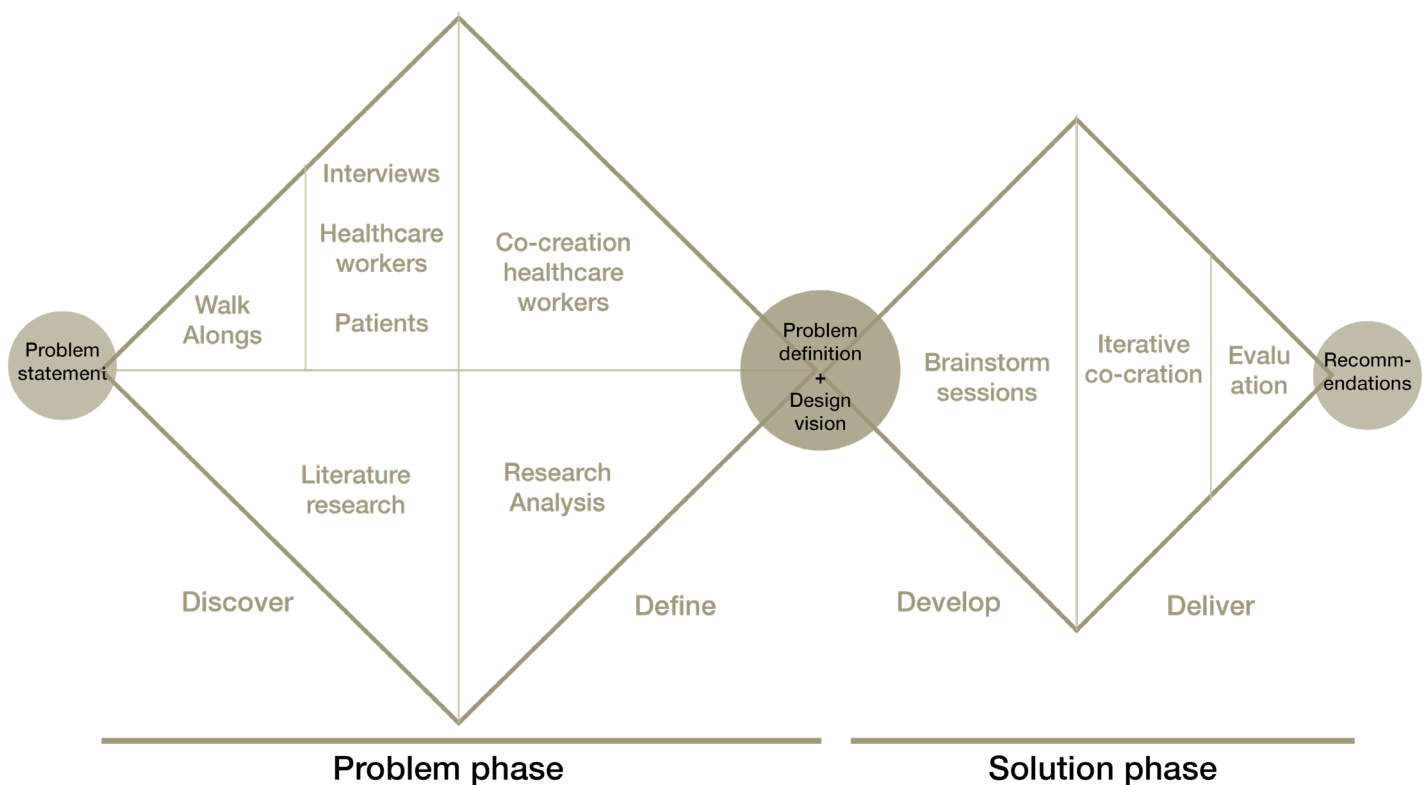 Problem
statement
Walk
Alongs
Interviews
Healthcare
workers
Patients
Co-creation
healthcare
workers
Literature
research
Research
Analysis
Discover
Define
Problem
definition
+
Design
vision
Brainstorm
sessions
Iterative
co-cration
Evalu
ation
Recomm-
endations
Develop
Deliver
Problem phase
Solution phase